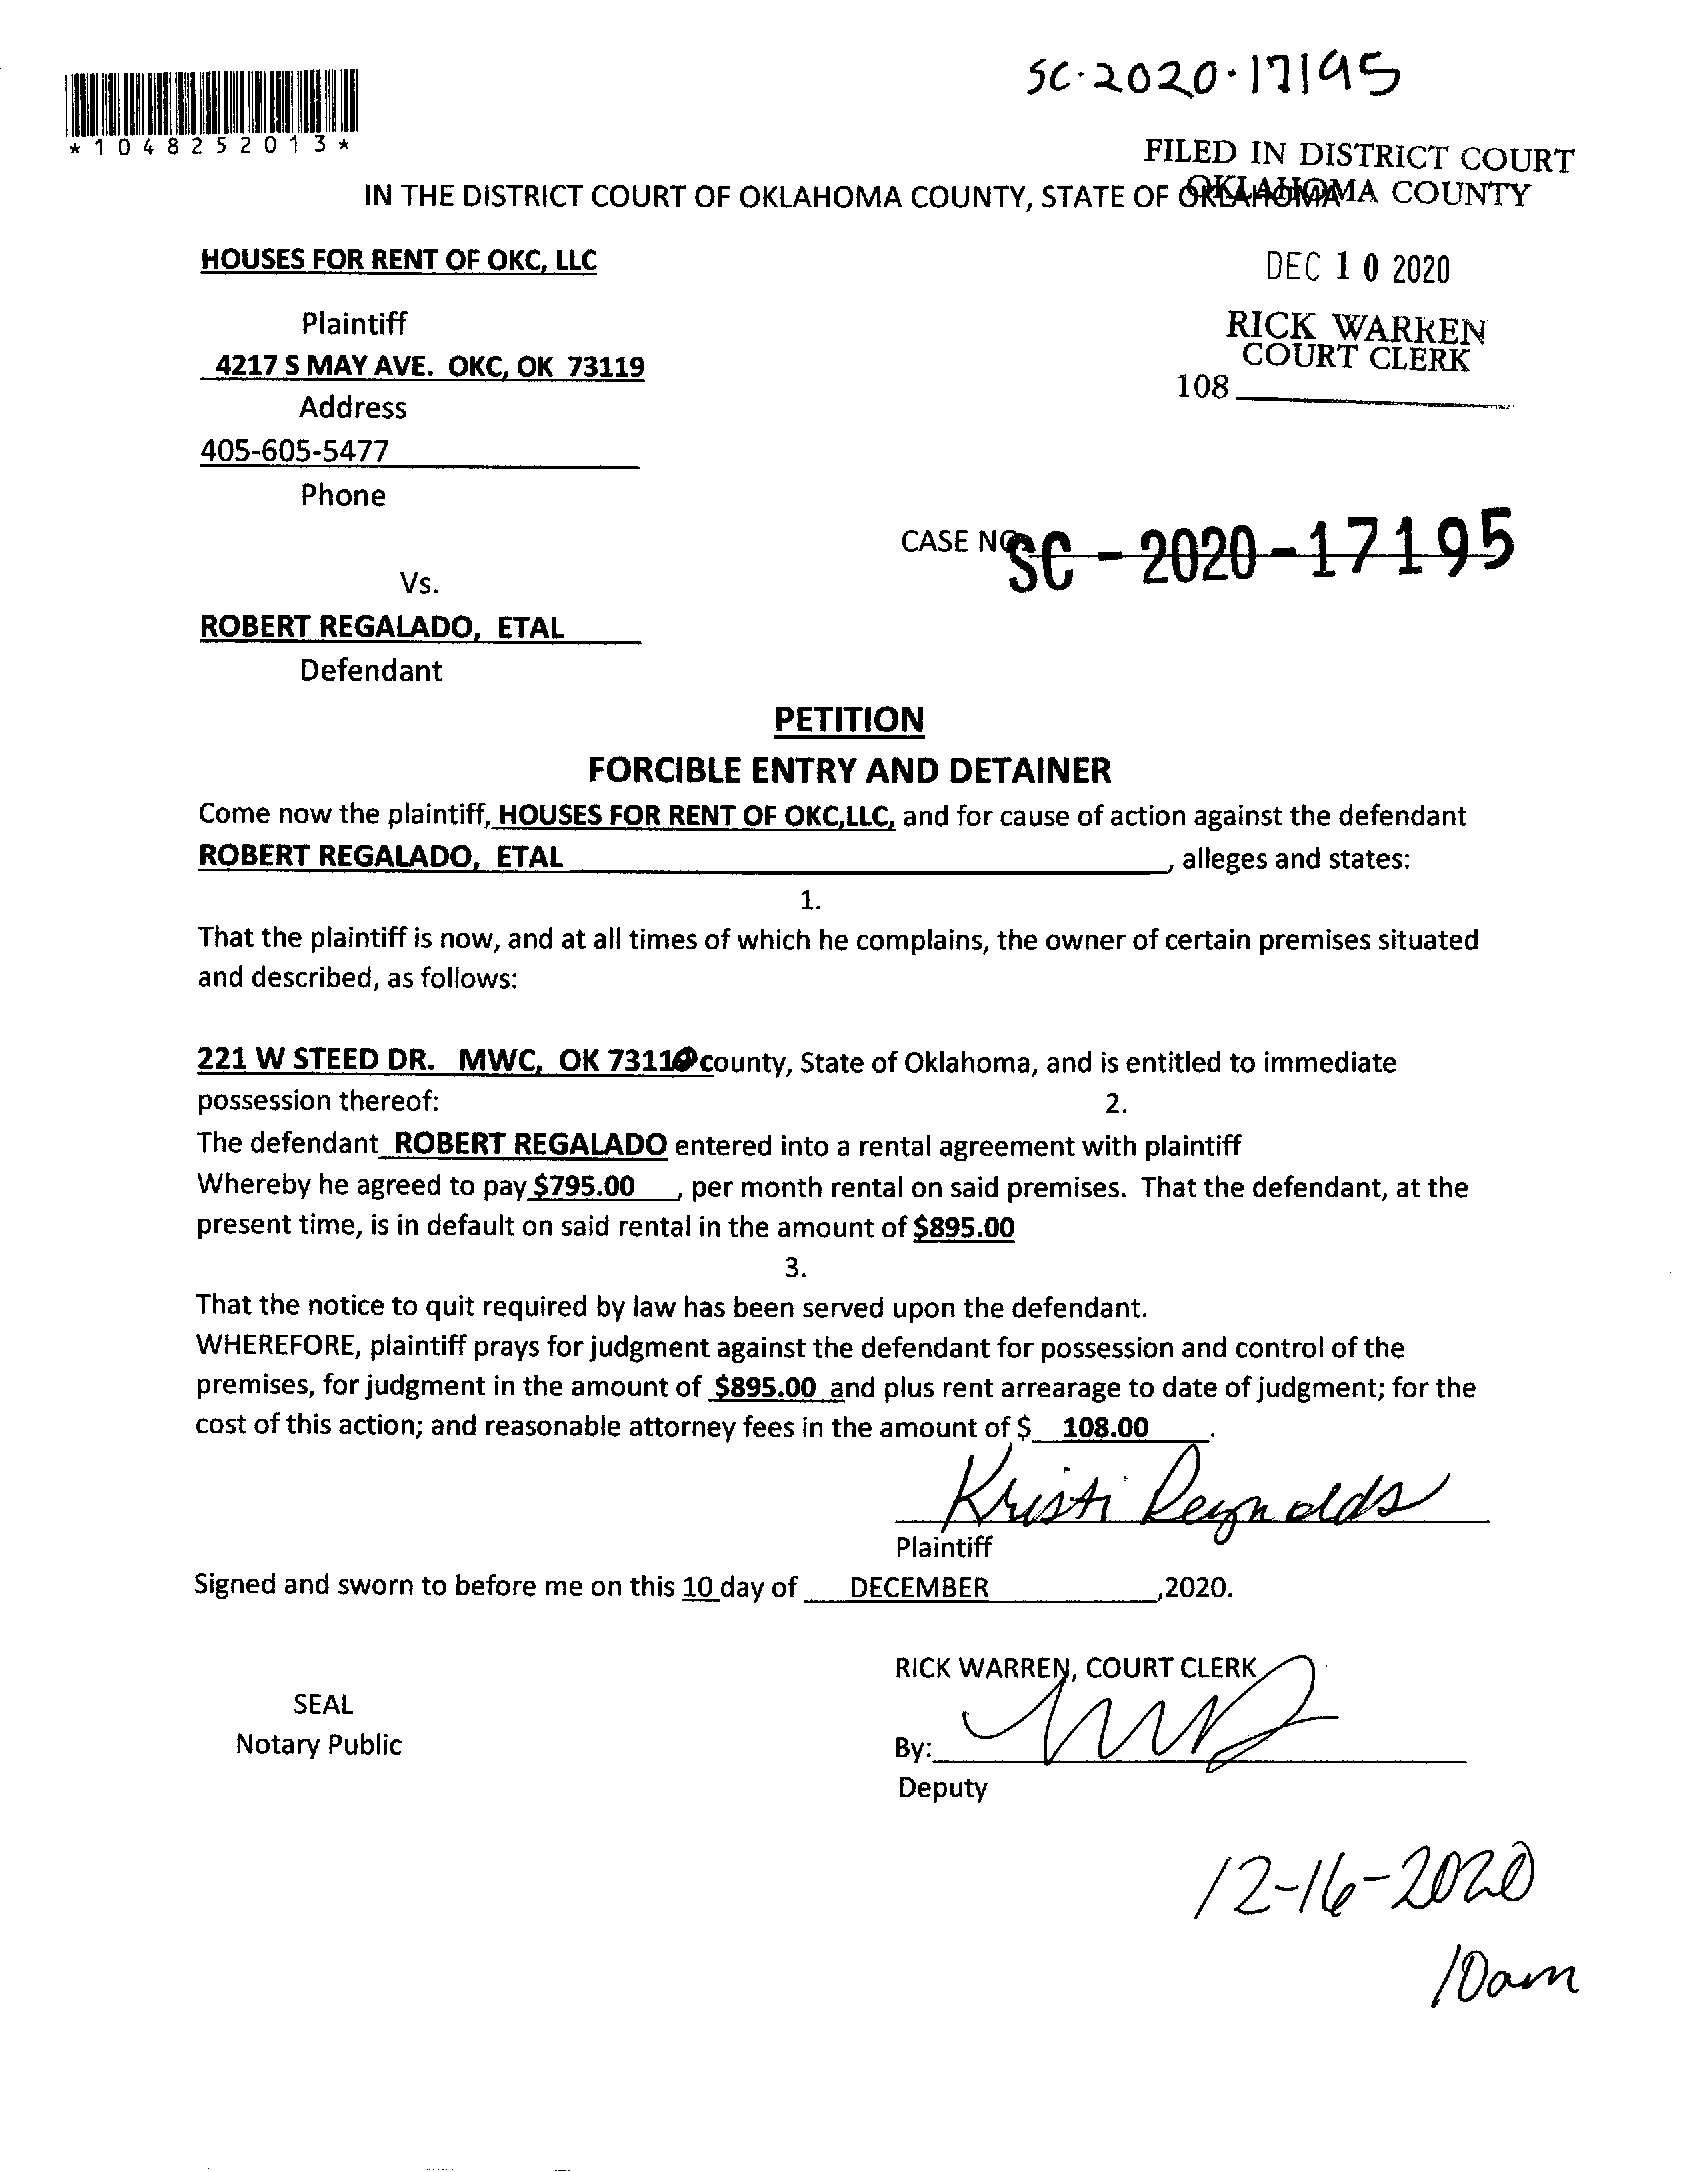 SC-2020-17195
*1048252013*
FILED IN DISTRICT COURT
OKLAHOMA COUNTY
IN THE DISTRICT COURT OF OKLAHOMA COUNTY, STATE OF OKLAHOMA
HOUSES FOR RENT OF OKC, LLC
DEC 10 2020
Plaintiff
RICK WARREN
COURT CLERK
4217 S MAY AVE. OKC, OK 73119
108
Address
405-605-5477
Phone
CASE NO. SC-2020-17195
Vs.
ROBERT REGALADO, ETAL
Defendant
PETITION
FORCIBLE ENTRY AND DETAINER
Come now the plaintiff, HOUSES FOR RENT OF OKC,LLC, and for cause of action against the defendant
ROBERT REGALADO, ETAL, alleges and states:
1.
That the plaintiff is now, and at all times of which he complains, the owner of certain premises situated
and described, as follows:
221 W STEED DR. MWC, OK 73110 county, State of Oklahoma, and is entitled to immediate
possession thereof:
2.
The defendant ROBERT REGALADO entered into a rental agreement with plaintiff
Whereby he agreed to pay $795.00, per month rental on said premises. That the defendant, at the
present time, is in default on said rental in the amount of $895.00
3.
That the notice to quit required by law has been served upon the defendant.
WHEREFORE, plaintiff prays for judgment against the defendant for possession and control of the
premises, for judgment in the amount of $895.00 and plus rent arrearage to date of judgment; for the
cost of this action; and reasonable attorney fees in the amount of $ 108.00.
Kristi Reynolds
Plaintiff
Signed and sworn to before me on this 10 day of DECEMBER,2020.
RICK WARREN, COURT CLERK
SEAL
Notary Public
By:
Deputy
12-16-2020
10am